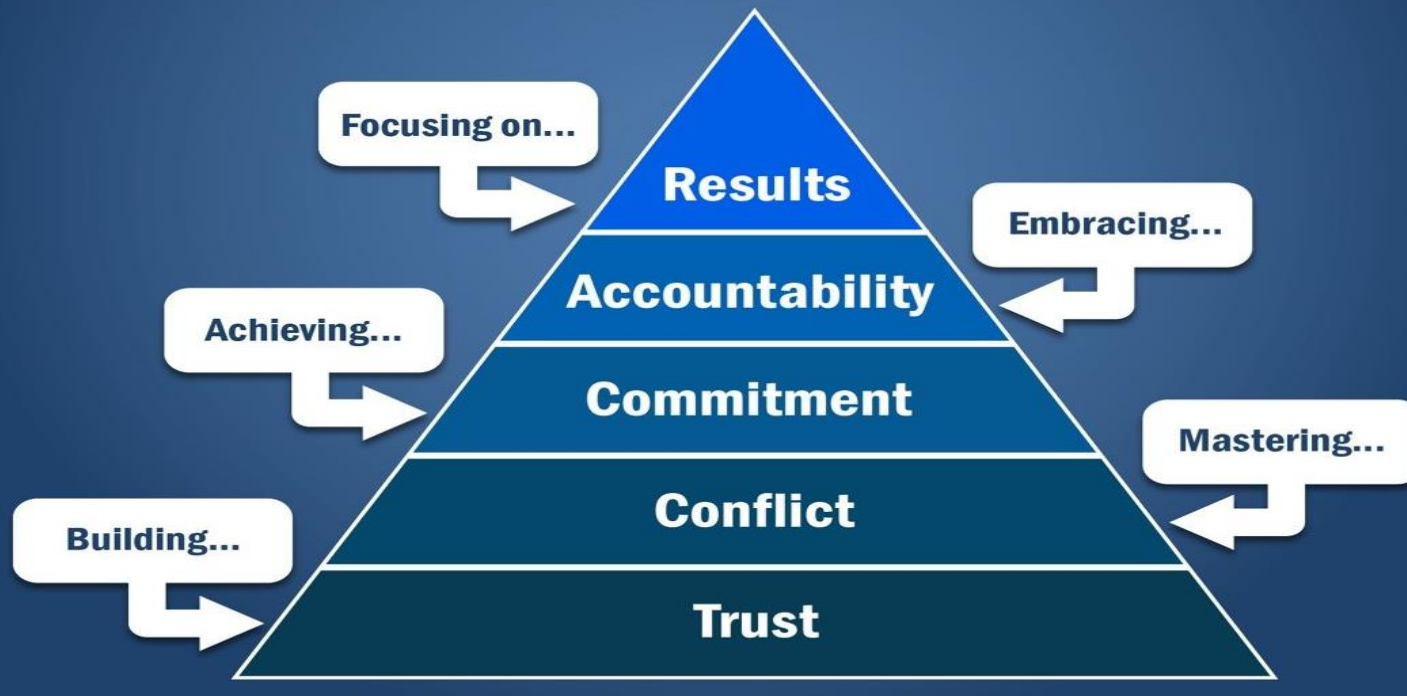 Focusing on...
Results
Embracing...
Accountability
Achieving...
Commitment
Mastering...
Conflict
Building...
Trust